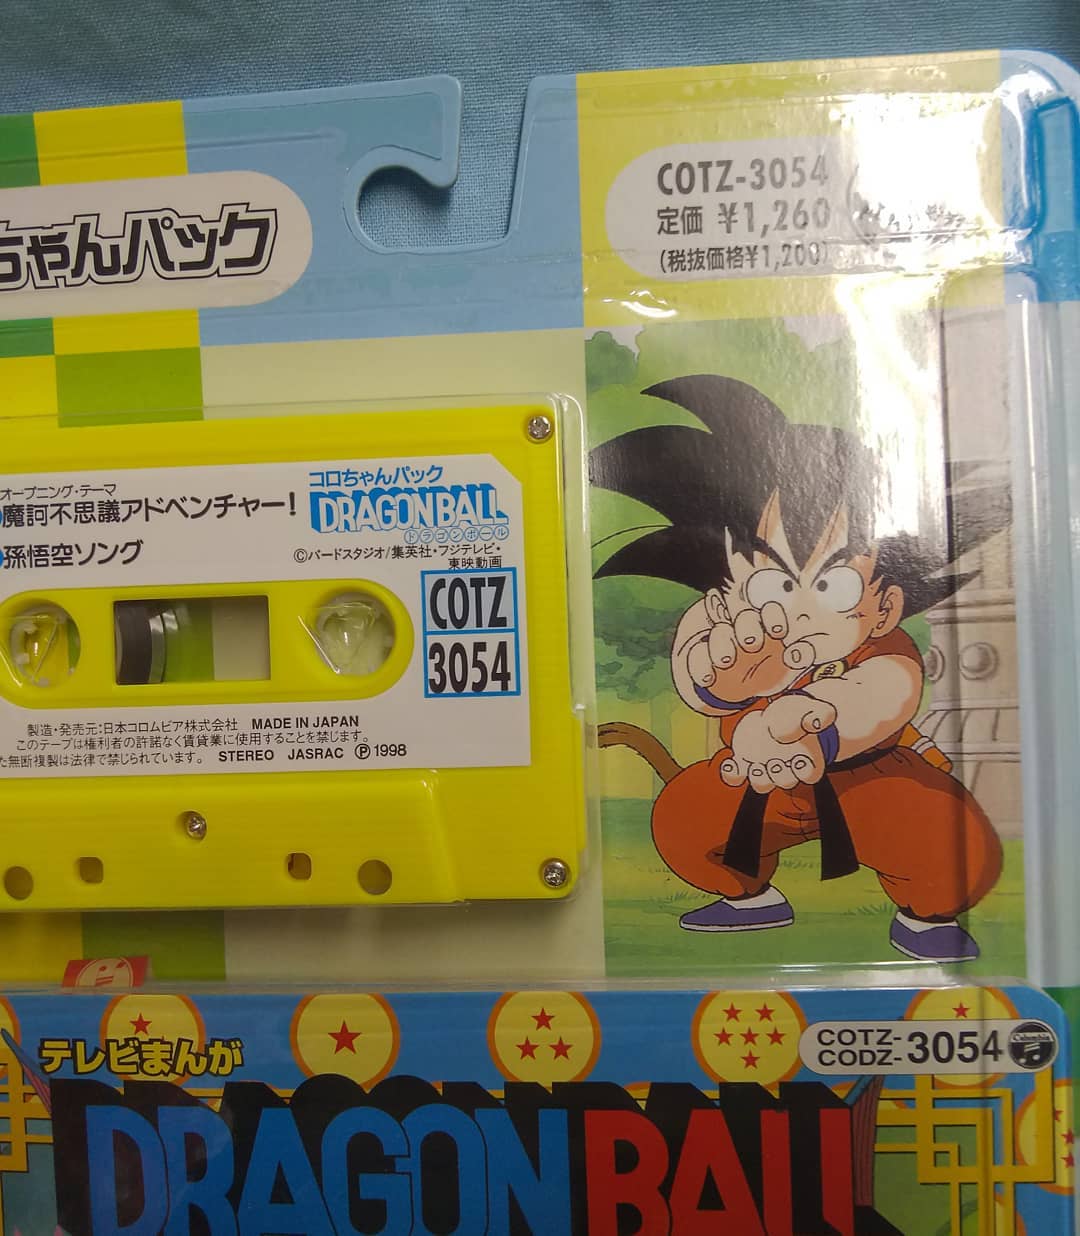 COTZ-3054
定価 ¥1,260
(税抜価格¥1,200)
ちゃんパック
オープニング・テーマ
魔訶不思議アドベンチャー!
孫悟空ソング
コロちゃんパック
DRAGONBALL
ドラゴンボール
©バードスタジオ/集英社・フジテレビ・
東映動画
COTZ
3054
製造・発売元:日本コロムビア株式会社 MADE IN JAPAN
このテープは権利者の許諾なく賃貸業に使用することを禁じます。
た無断複製は法律で禁じられています。 STEREO JASRAC Ⓟ1998
テレビまんが
COTZ-
CODZ-3054
Columbia
DRAGON BALL